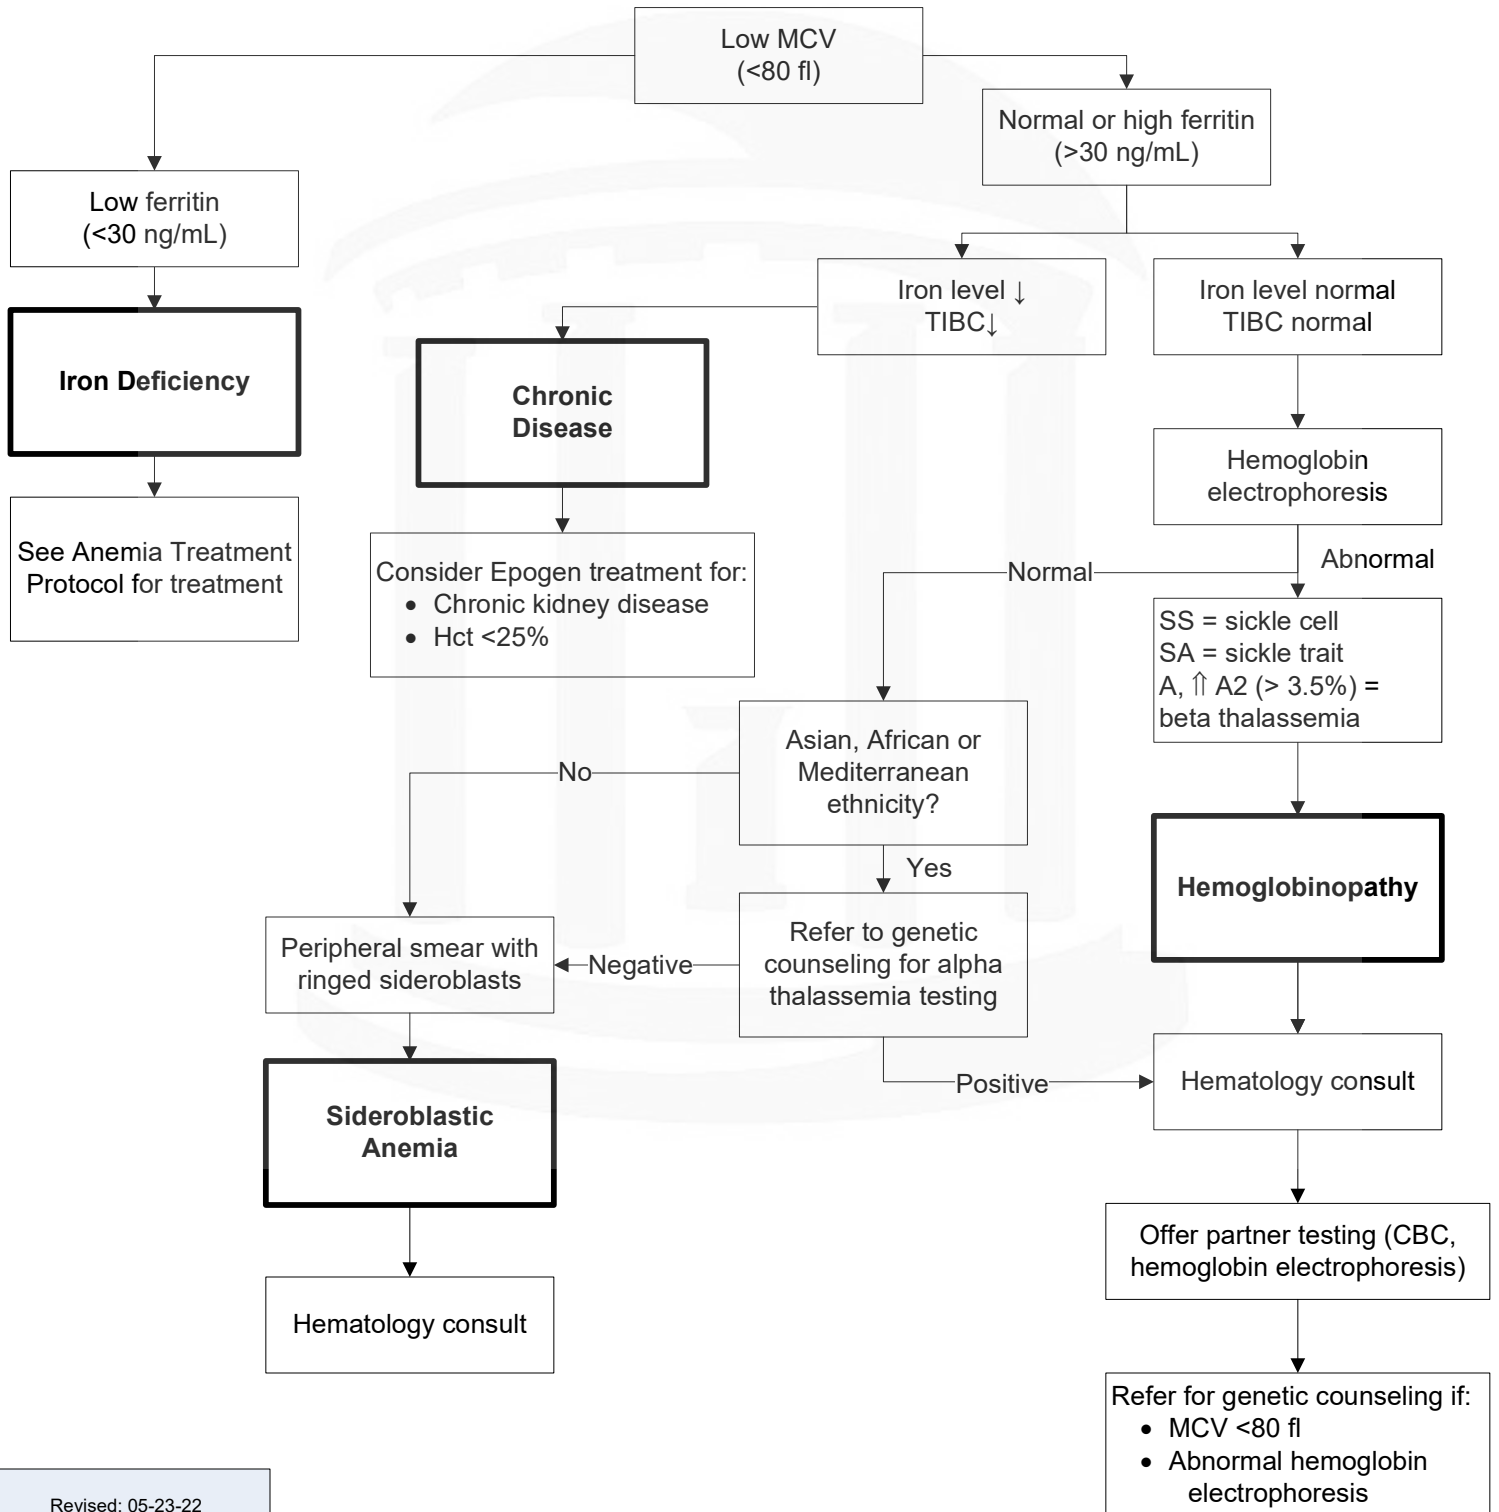 Low MCV
(<80 fl)
Normal or high ferritin
(>30 ng/mL)
Low ferritin
(<30 ng/mL)
Iron level ↓
TIBC↓
Iron level normal
TIBC normal
Iron Deficiency
Chronic
Disease
Hemoglobin
electrophoresis
See Anemia Treatment
Protocol for treatment
Consider Epogen treatment for:
• Chronic kidney disease
• Hct <25%
Normal
Abnormal
SS = sickle cell
SA = sickle trait
A, ⇑ A2 (> 3.5%) =
beta thalassemia
Asian, African or
Mediterranean
ethnicity?
No
Yes
Hemoglobinopathy
Refer to genetic
counseling for alpha
thalassemia testing
Negative
Peripheral smear with
ringed sideroblasts
Positive
Hematology consult
Sideroblastic
Anemia
Offer partner testing (CBC,
hemoglobin electrophoresis)
Hematology consult
Refer for genetic counseling if:
• MCV <80 fl
• Abnormal hemoglobin
electrophoresis
Revised: 05-23-22